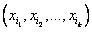 (x_{i_1}, x_{i_2}, ..., x_{i_k})